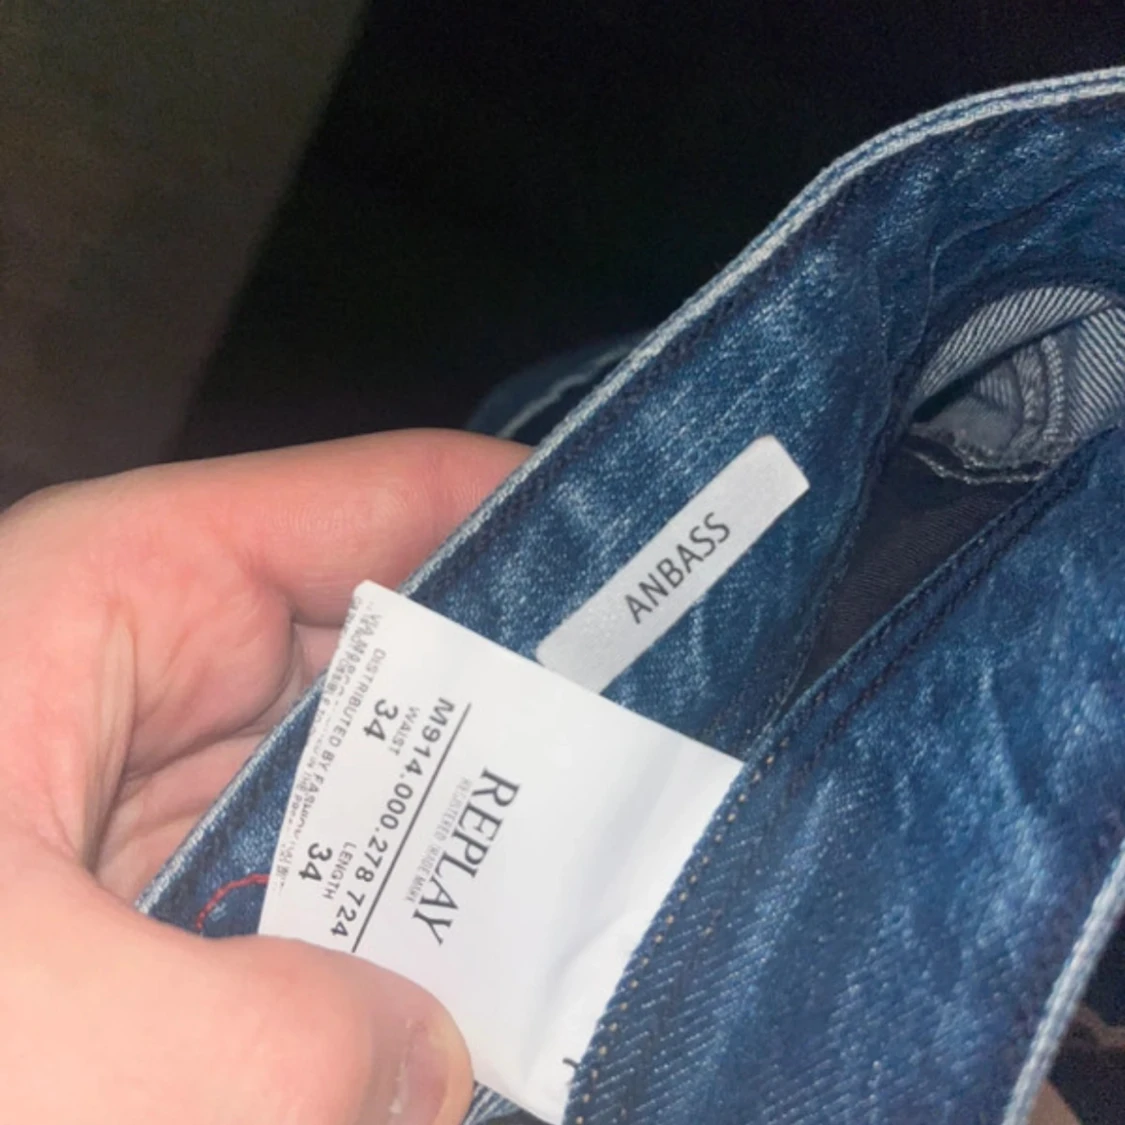 ANBASS
REPLAY
M914.000.278 724
WAIST LENGTH
34 34
DISTRIBUTED BY